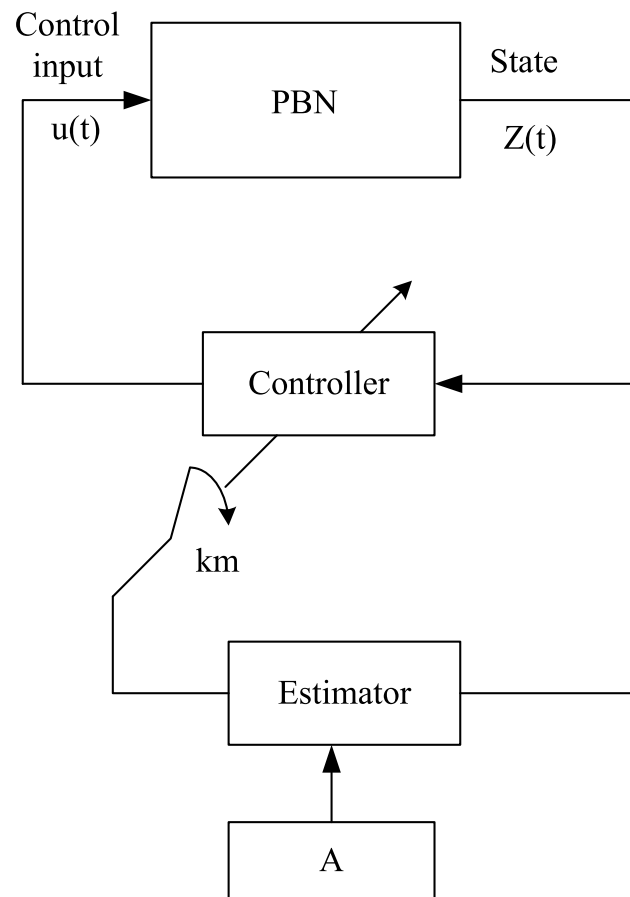 Control
input
PBN
State
u(t)
Z(t)
Controller
km
Estimator
A